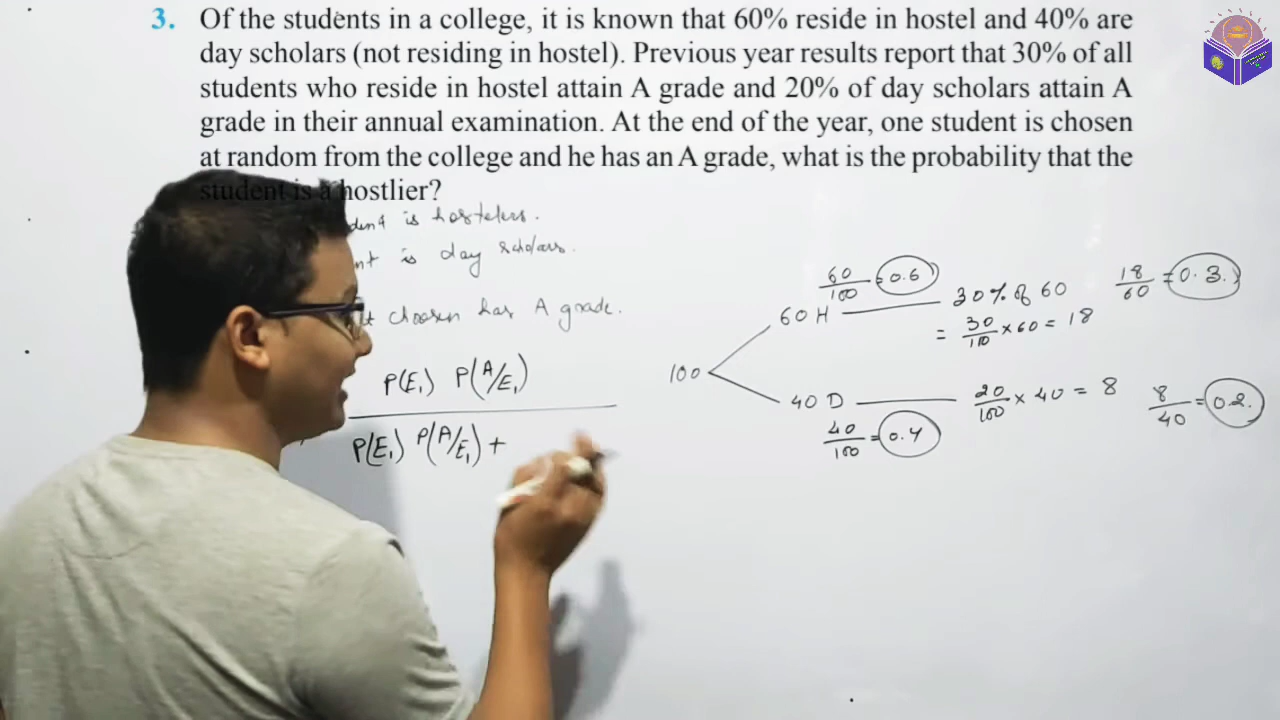 3. Of the students in a college, it is known that 60% reside in hostel and 40% are
day scholars (not residing in hostel). Previous year results report that 30% of all
students who reside in hostel attain A grade and 20% of day scholars attain A
grade in their annual examination. At the end of the year, one student is chosen
at random from the college and he has an A grade, what is the probability that the
student is a hostlier?
is hostelers.
is day scholars.
choosen has A grade.
P(E₁) P(A/E₁)
P(E₁) P(A/E₁) +
100
60/100 = 0.6
60 H
30% of 60
= 30/100 × 60 = 18
18/60 = 0.3.
40 D
40/100 = 0.4
20/100 × 40 = 8
8/40 = 0.2.